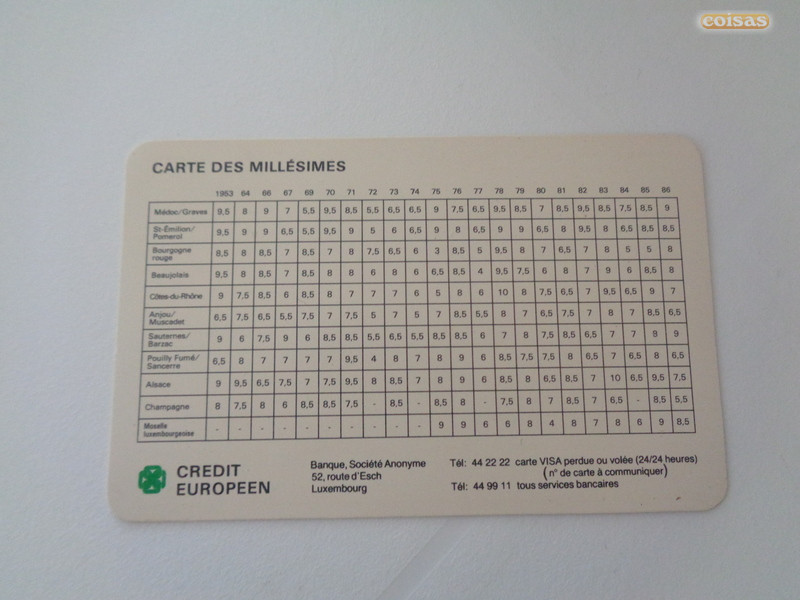 coisas
CARTE DES MILLÉSIMES
1953 64 66 67 69 70 71 72 73 74 75 76 77 78 79 80 81 82 83 84 85 86
Médoc/Graves 9,5 8 9 7 5,5 9,5 8,5 5,5 6,5 6,5 9 7,5 6,5 9,5 8,5 7 8,5 9,5 8,5 7,5 8,5 9
St-Émilion/
Pomerol 9,5 9 9 6,5 5,5 9,5 9 5 6 6,5 9 8 6,5 9 9 6,5 8 9,5 8 6,5 8,5 8,5
Bourgogne
rouge 8,5 8 8,5 7 8,5 7 8 7,5 6,5 6 3 8,5 5 9,5 8 7 6,5 7 8 5 5 8
Beaujolais 9,5 8 8,5 7 8,5 8 8 6 8 6 6,5 8,5 4 9,5 7,5 6 8 7 9 6 8,5 8
Côtes-du-Rhône 9 7,5 8,5 6 8,5 8 7 7 7 6 5 8 6 10 8 7,5 6,5 7 9,5 6,5 9 7
Anjou/
Muscadet 6,5 7,5 6,5 5,5 7,5 7 7,5 5 7 5 7 8,5 5,5 8 7 6,5 7,5 7 8 7 8,5 6,5
Sauternes/
Barzac 9 6 7,5 9 6 8,5 8,5 5,5 6,5 5,5 8,5 8,5 6 7 8 7,5 8,5 6,5 7 7 8 9
Pouilly Fumé/
Sancerre 6,5 8 7 7 7 7 9,5 4 8 7 8 9 6 8,5 7,5 7,5 8 6,5 7 6,5 8 6,5
Alsace 9 9,5 6,5 7,5 7 7,5 9,5 8 8,5 7 8 9 6 8,5 9 6,5 8,5 7 10 6,5 9,5 7,5
Champagne 8 7,5 8 6 8,5 8,5 7,5 - 8,5 - 8,5 8 - 7,5 8 7 8,5 8 6,5 - 8,5 5,5
Moselle
luxembourgeoise - - - - - - - - - - 9 9 6 6 8 4 8 7 8 6 9 8,5
CREDIT
EUROPEEN
Banque, Société Anonyme
52, route d'Esch
Luxembourg
Tél: 44 22 22 carte VISA perdue ou volée (24/24 heures)
(n° de carte à communiquer)
Tél: 44 99 11 tous services bancaires